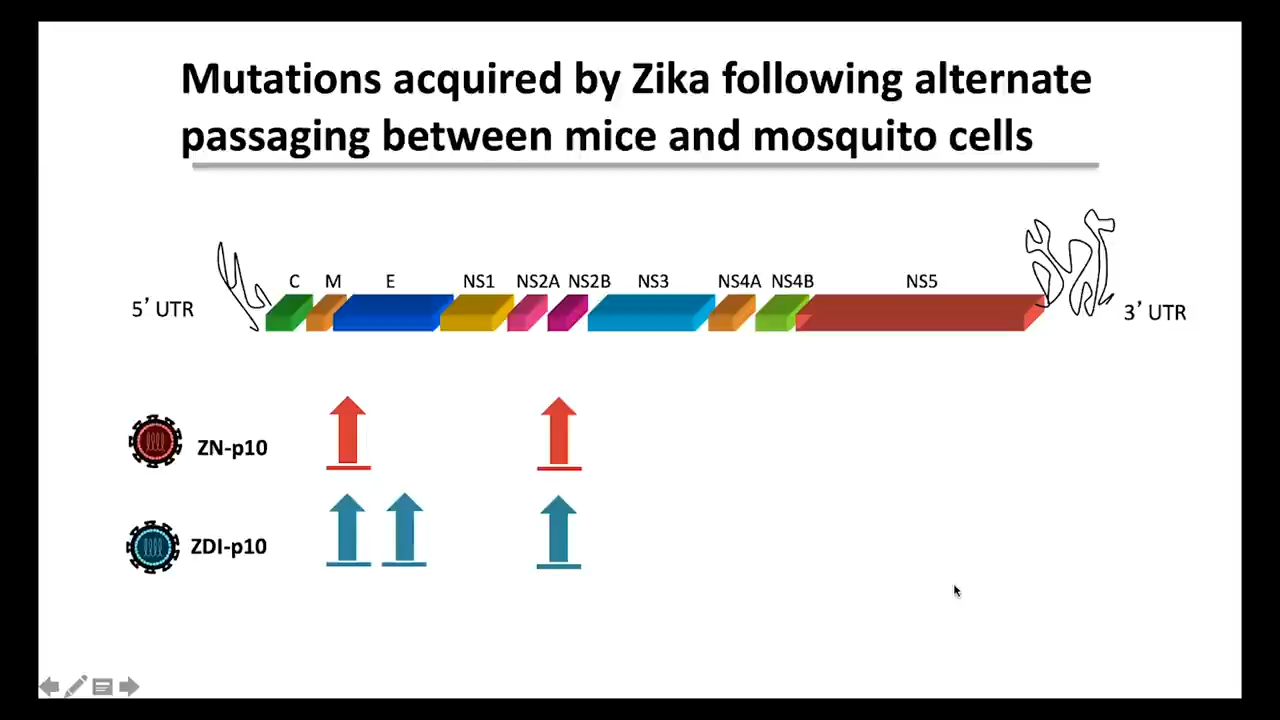 Mutations acquired by Zika following alternate
passaging between mice and mosquito cells
C M E NS1 NS2A NS2B NS3 NS4A NS4B NS5
5’ UTR
3’ UTR
ZN-p10
ZDI-p10